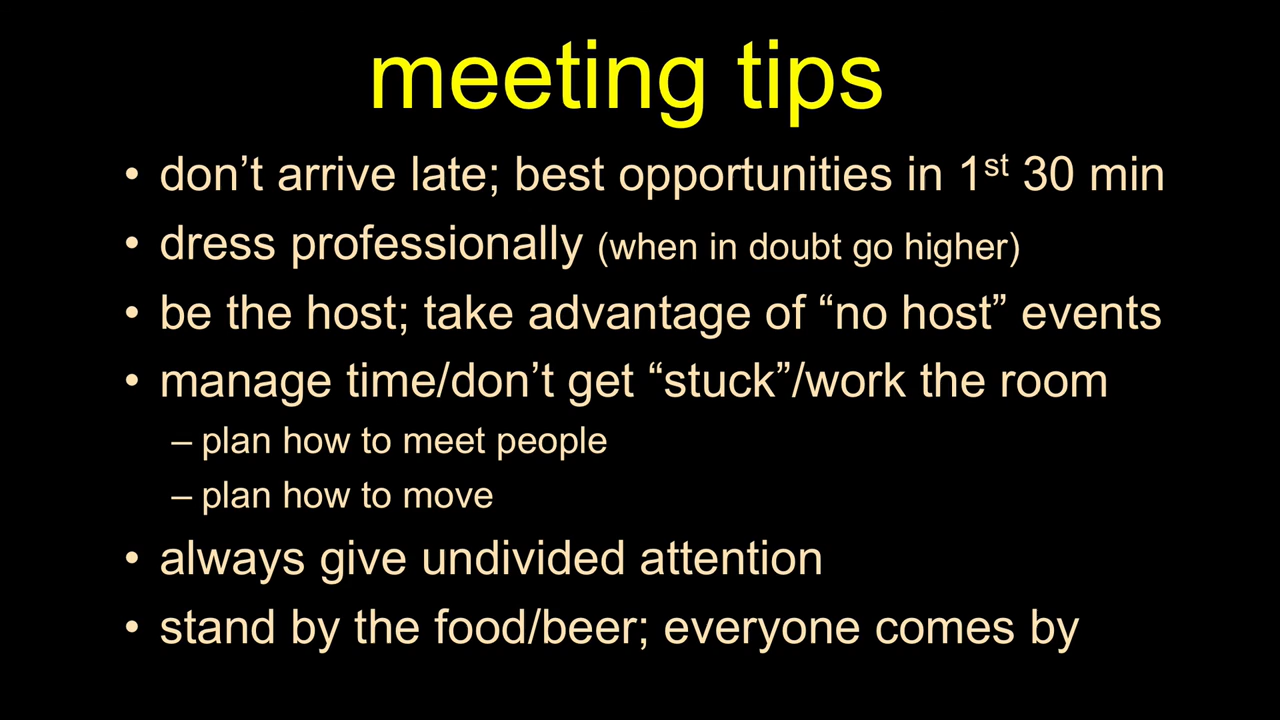 meeting tips
• don’t arrive late; best opportunities in 1st 30 min
• dress professionally (when in doubt go higher)
• be the host; take advantage of “no host” events
• manage time/don’t get “stuck”/work the room
– plan how to meet people
– plan how to move
• always give undivided attention
• stand by the food/beer; everyone comes by